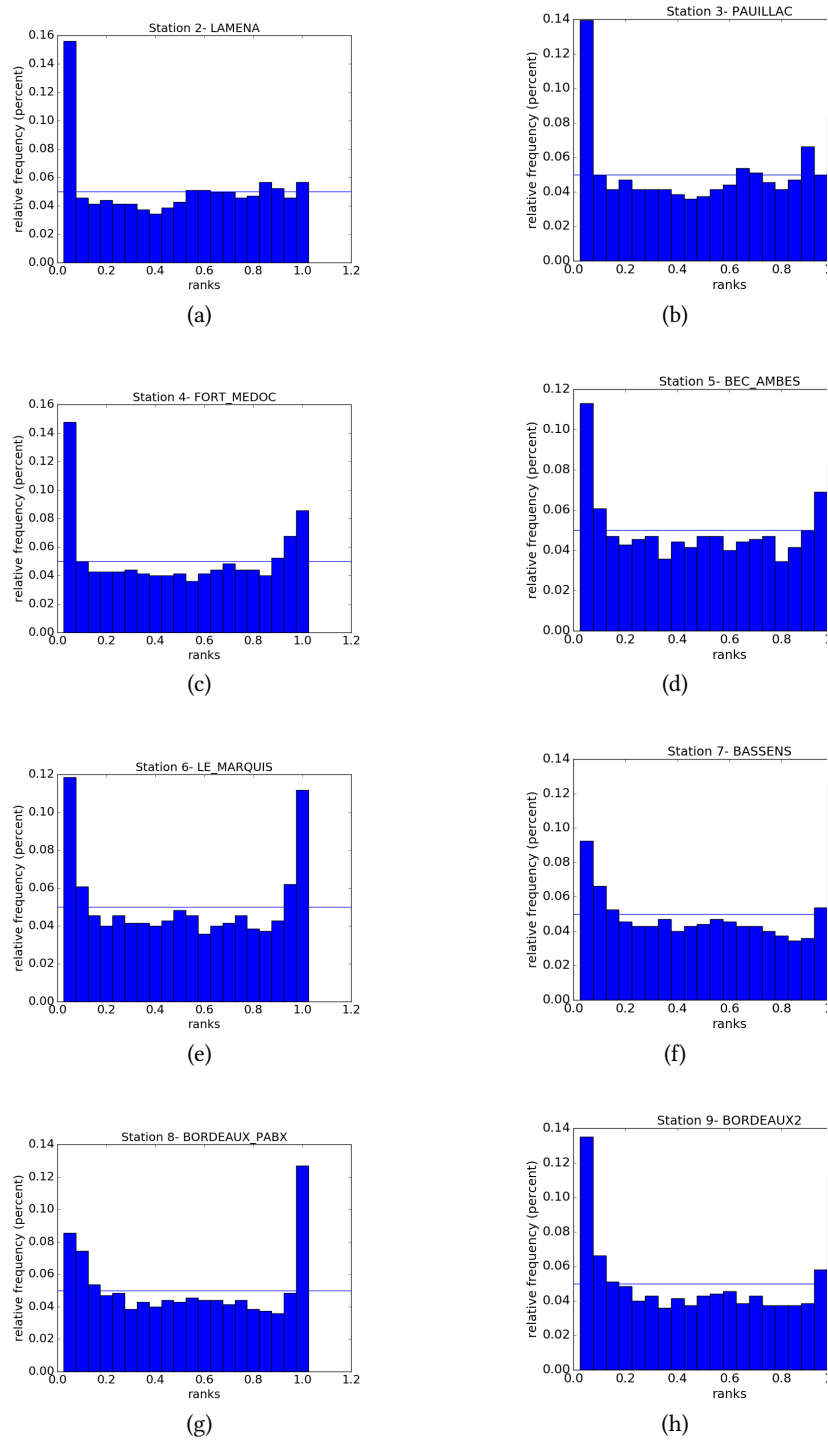 Station 2- LAMENA
0.16
0.14
0.12
0.10
0.08
0.06
0.04
0.02
0.00
relative frequency (percent)
0.0 0.2 0.4 0.6 0.8 1.0 1.2
ranks
(a)
Station 3- PAUILLAC
0.14
0.12
0.10
0.08
0.06
0.04
0.02
0.00
relative frequency (percent)
0.0 0.2 0.4 0.6 0.8
ranks
(b)
Station 4- FORT_MEDOC
0.16
0.14
0.12
0.10
0.08
0.06
0.04
0.02
0.00
relative frequency (percent)
0.0 0.2 0.4 0.6 0.8 1.0 1.2
ranks
(c)
Station 5- BEC_AMBES
0.12
0.10
0.08
0.06
0.04
0.02
0.00
relative frequency (percent)
0.0 0.2 0.4 0.6 0.8
ranks
(d)
Station 6- LE_MARQUIS
0.12
0.10
0.08
0.06
0.04
0.02
0.00
relative frequency (percent)
0.0 0.2 0.4 0.6 0.8 1.0 1.2
ranks
(e)
Station 7- BASSENS
0.14
0.12
0.10
0.08
0.06
0.04
0.02
0.00
relative frequency (percent)
0.0 0.2 0.4 0.6 0.8
ranks
(f)
Station 8- BORDEAUX_PABX
0.14
0.12
0.10
0.08
0.06
0.04
0.02
0.00
relative frequency (percent)
0.0 0.2 0.4 0.6 0.8 1.0 1.2
ranks
(g)
Station 9- BORDEAUX2
0.14
0.12
0.10
0.08
0.06
0.04
0.02
0.00
relative frequency (percent)
0.0 0.2 0.4 0.6 0.8
ranks
(h)